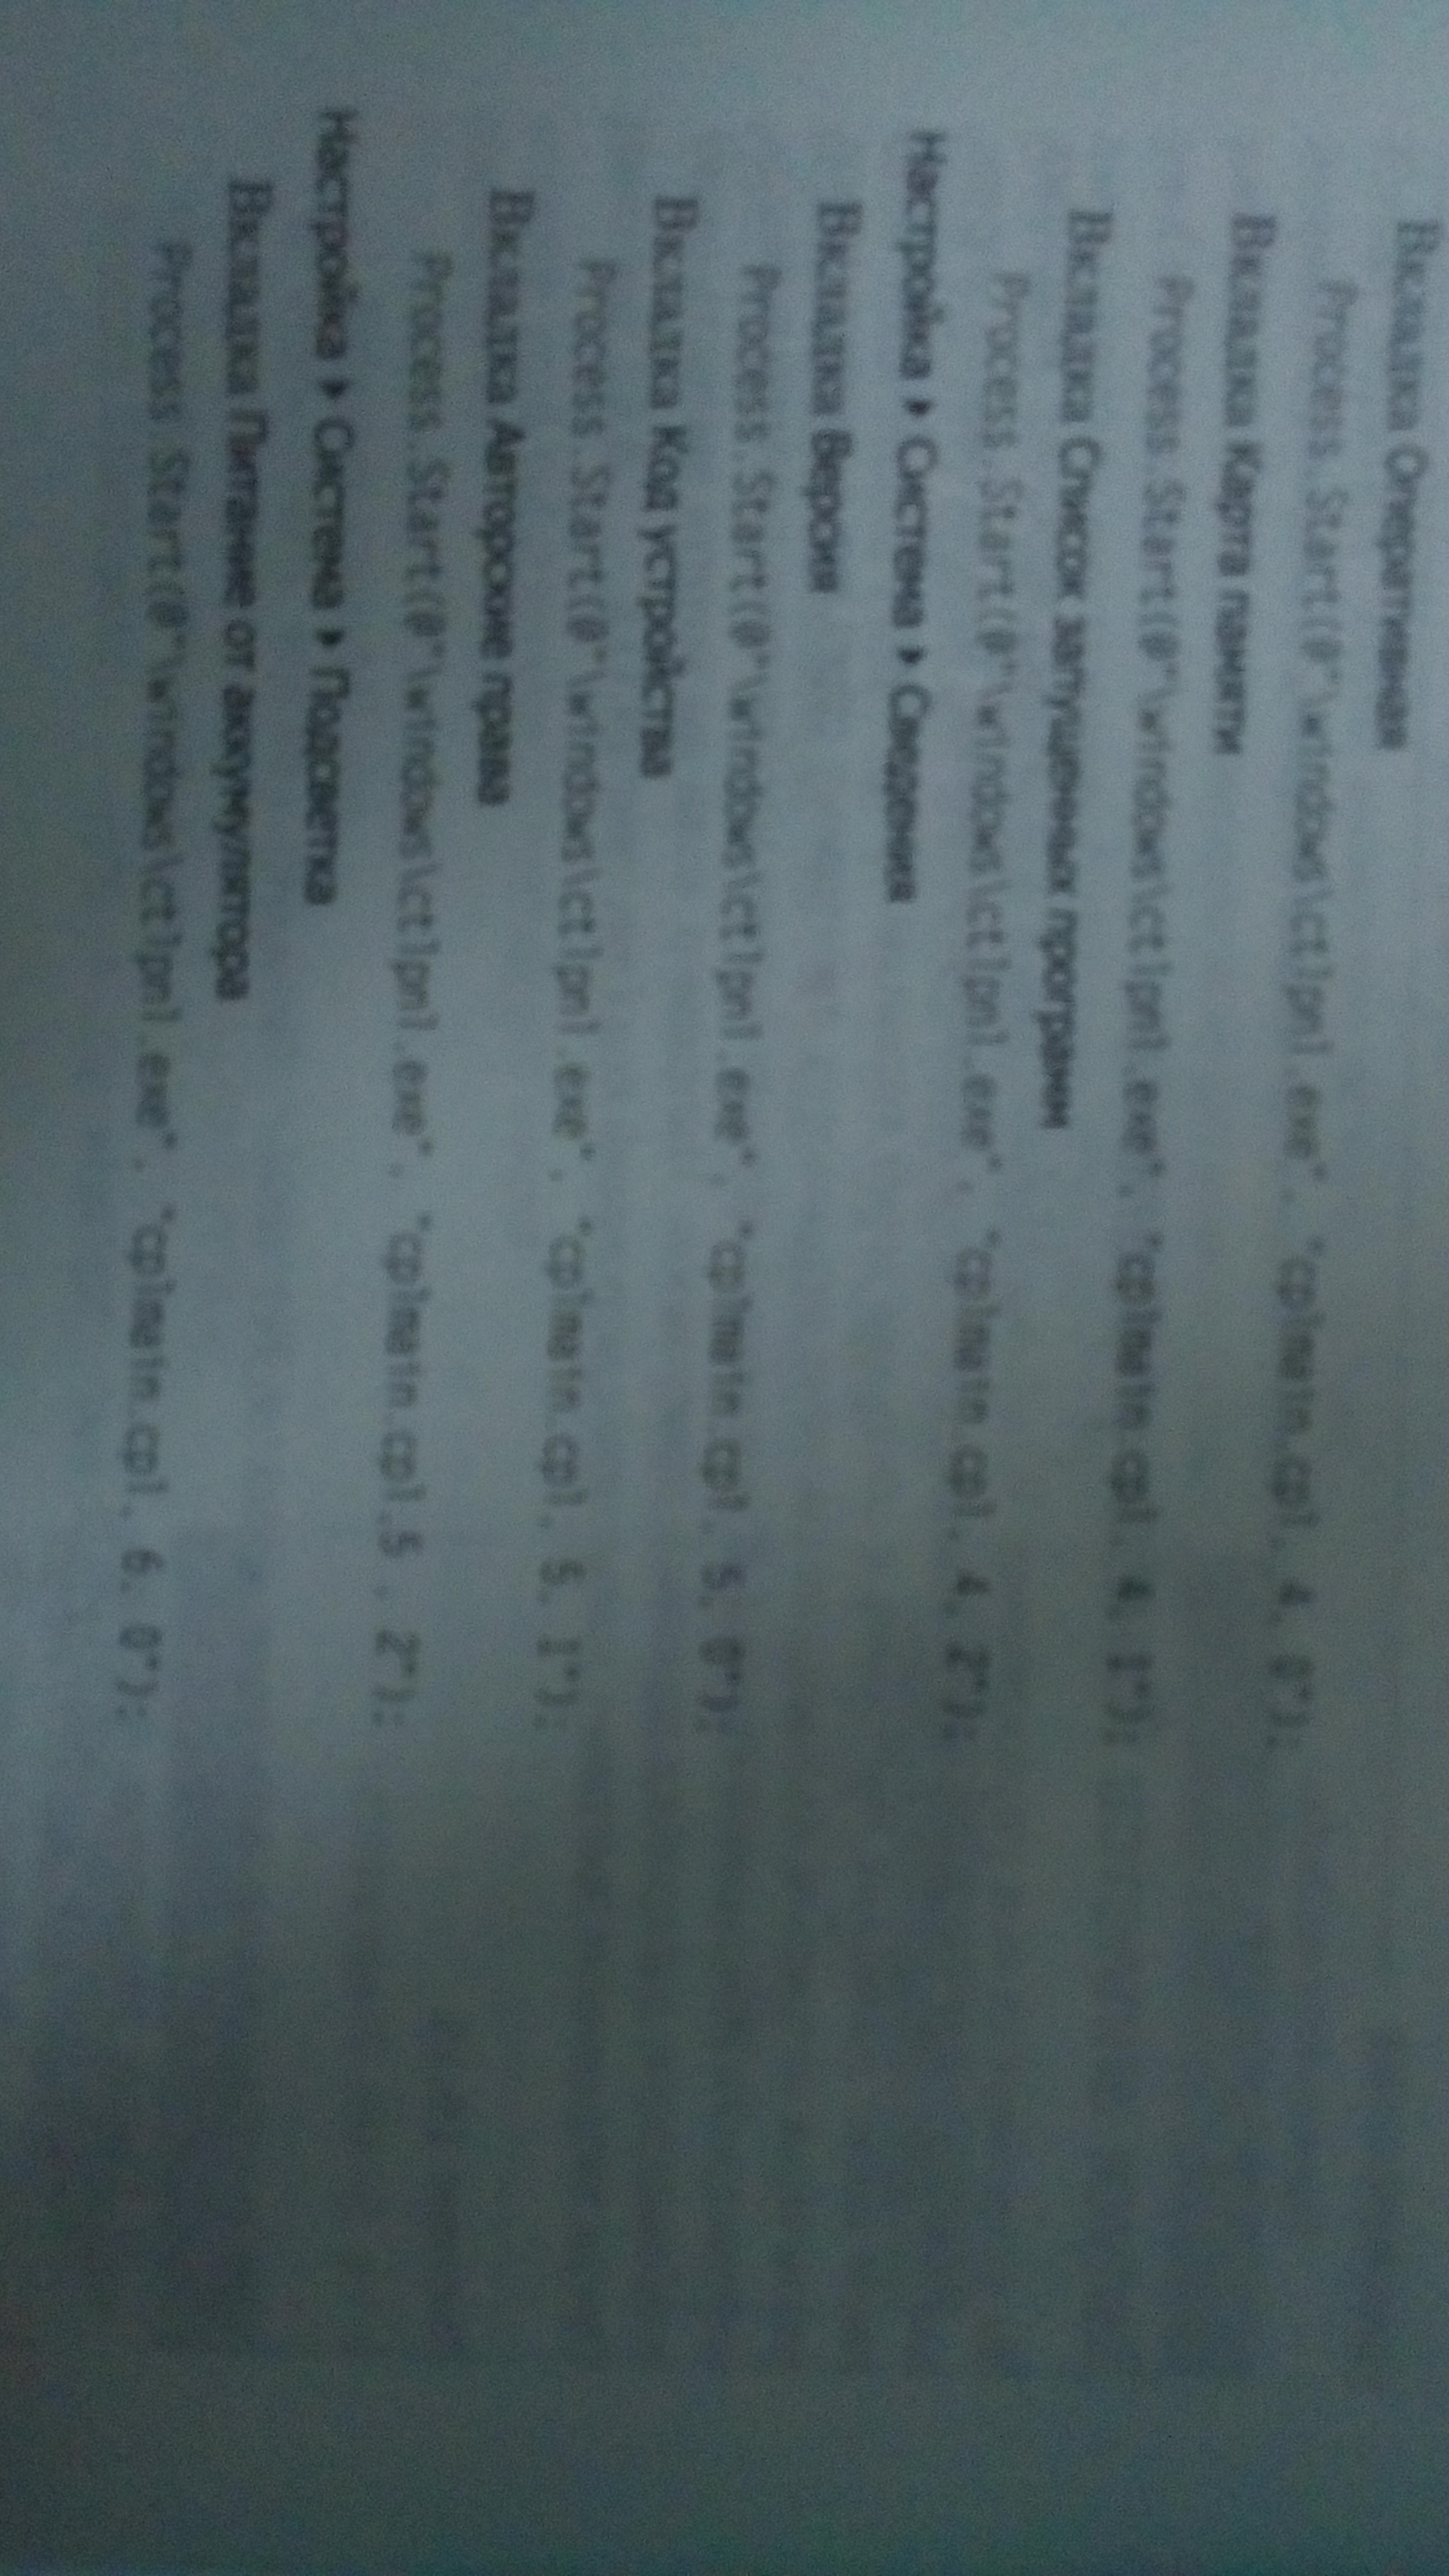 Вкладка Оперативная
Process.Start(@"\windows\ctlpnl.exe", "cplmain.cpl, 4, 0");
Вкладка Карта памяти
Process.Start(@"\windows\ctlpnl.exe", "cplmain.cpl, 4, 1");
Вкладка Список запущенных программ
Process.Start(@"\windows\ctlpnl.exe", "cplmain.cpl, 4, 2");
Настройка ▸ Система ▸ Сведения
Вкладка Версия
Process.Start(@"\windows\ctlpnl.exe", "cplmain.cpl, 5, 0");
Вкладка Код устройства
Process.Start(@"\windows\ctlpnl.exe", "cplmain.cpl, 5, 1");
Вкладка Авторские права
Process.Start(@"\windows\ctlpnl.exe", "cplmain.cpl,5 , 2");
Настройка ▸ Система ▸ Подсветка
Вкладка Питание от аккумулятора
Process.Start(@"\windows\ctlpnl.exe", "cplmain.cpl, 6, 0");